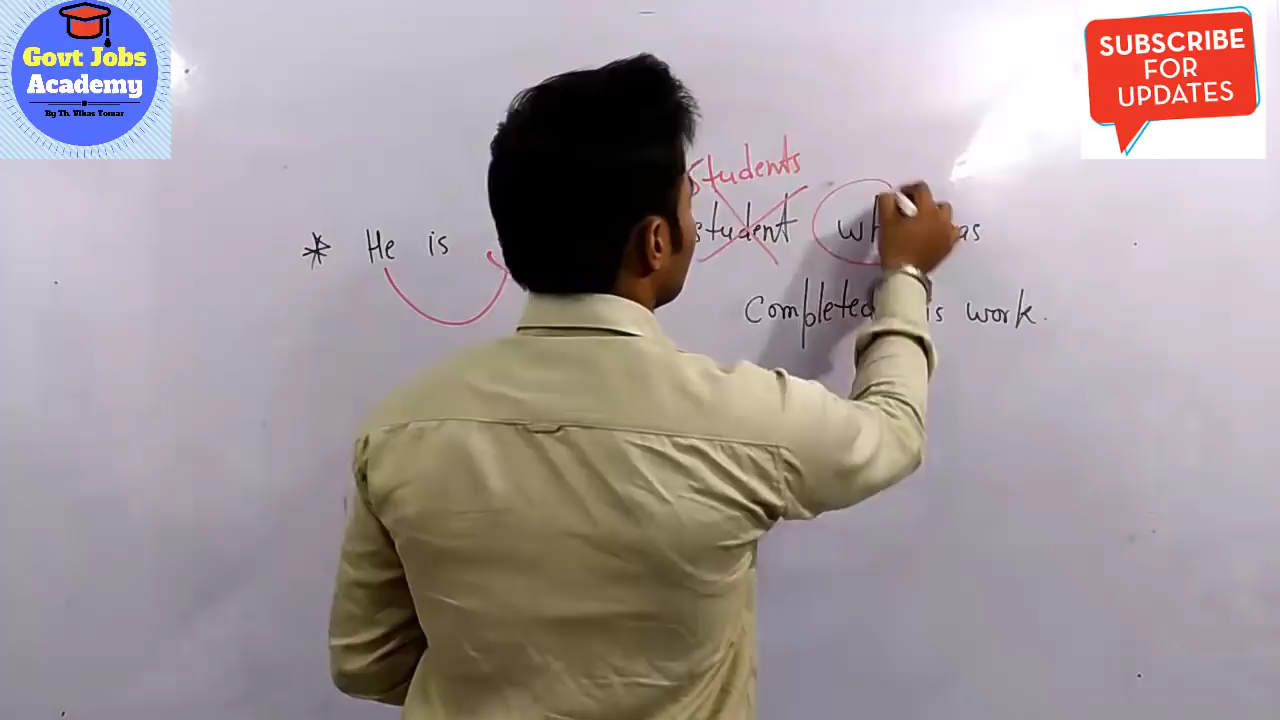 Govt Jobs
Academy
By Th. Vikas Tomar
SUBSCRIBE
FOR
UPDATES
Students
* He is student
completed work.